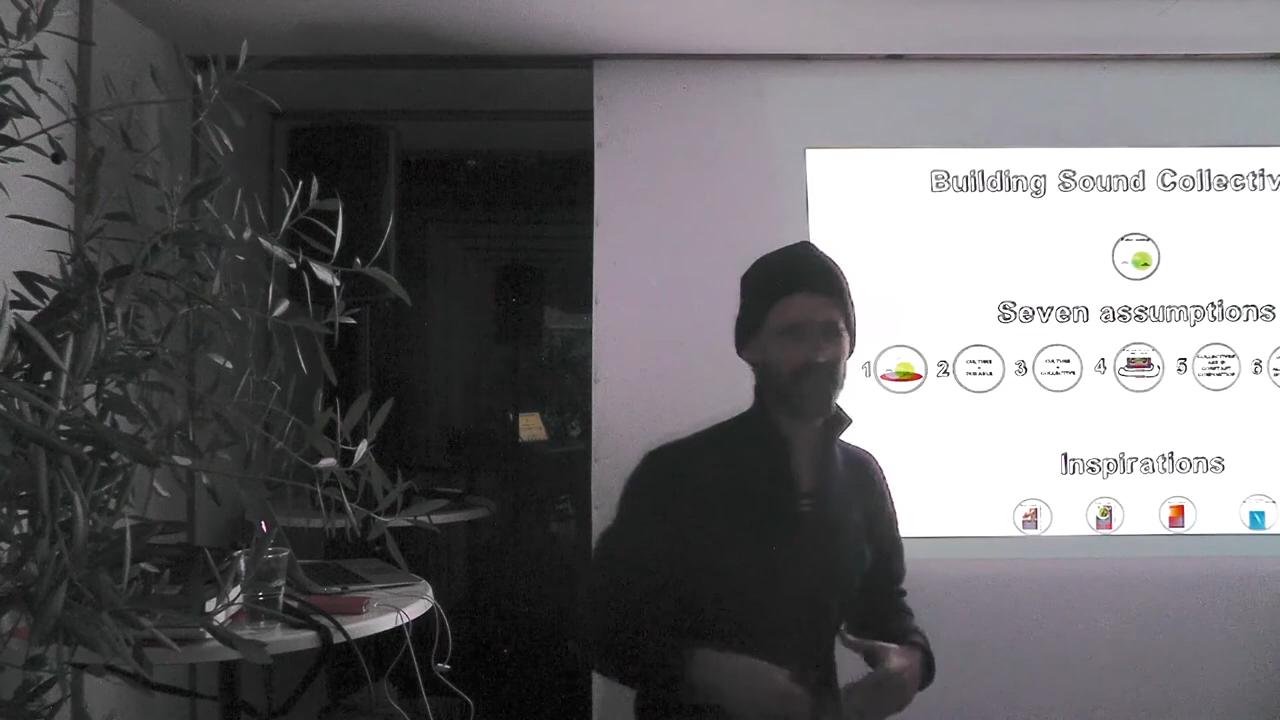 Building Sound Collectiv
Seven assumptions
1 2 3 4 5 6
Inspirations